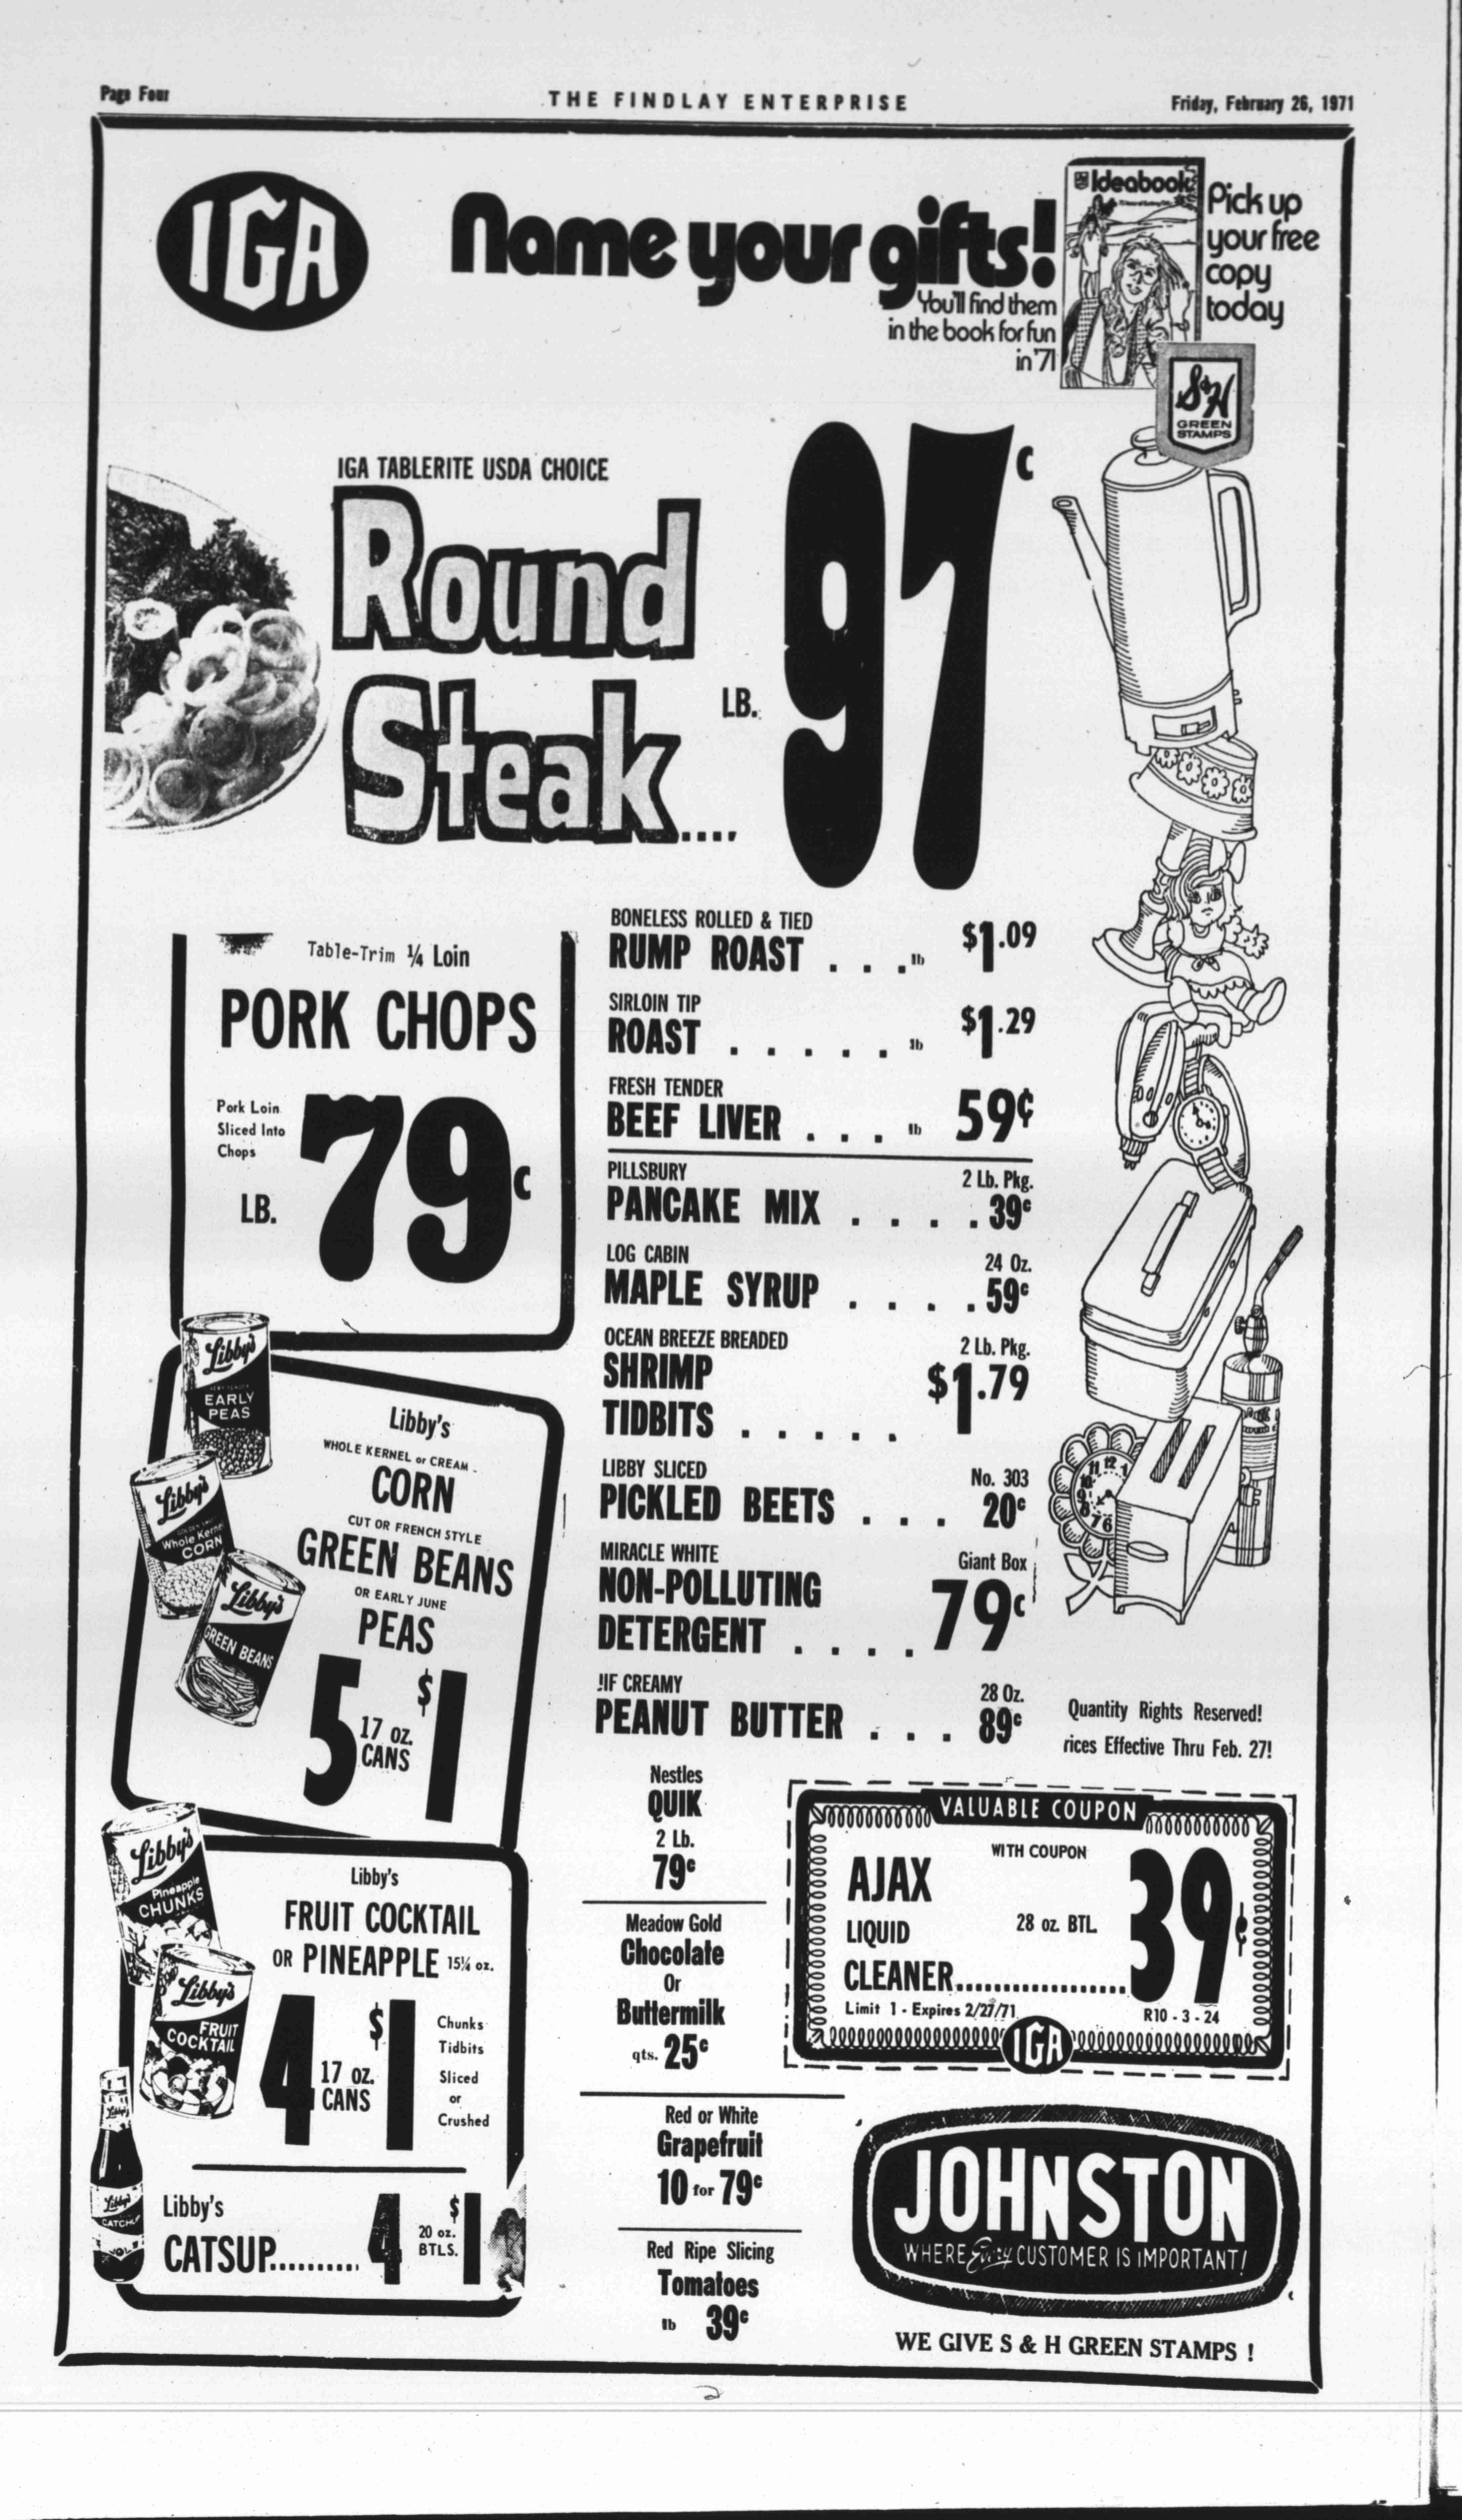 Page Four
THE FINDLAY ENTERPRISE
Friday, February 26, 1971
IGA
Name your gifts!
You'll find them
in the book for fun
in '71
Ideabook
Pick up
your free
copy
today
S&H
GREEN
STAMPS
IGA TABLERITE USDA CHOICE
Round
Steak....
LB.
97¢
Table-Trim ¼ Loin
PORK CHOPS
Pork Loin
Sliced Into
Chops
LB.
79¢
BONELESS ROLLED & TIED
RUMP ROAST . . . lb $1.09
SIRLOIN TIP
ROAST . . . . . lb $1.29
FRESH TENDER
BEEF LIVER . . . lb 59¢
PILLSBURY 2 Lb. Pkg.
PANCAKE MIX . . . . 39¢
LOG CABIN 24 Oz.
MAPLE SYRUP . . . . 59¢
OCEAN BREEZE BREADED 2 Lb. Pkg.
SHRIMP $1.79
TIDBITS . . . . .
LIBBY SLICED No. 303
PICKLED BEETS . . . 20¢
MIRACLE WHITE Giant Box
NON-POLLUTING
DETERGENT . . . . 79¢
!IF CREAMY 28 Oz.
PEANUT BUTTER . . . 89¢
Quantity Rights Reserved!
rices Effective Thru Feb. 27!
Libby's
EARLY
PEAS
Libby's
Whole Kernel
CORN
Libby's
GREEN BEANS
Libby's
WHOLE KERNEL or CREAM
CORN
CUT OR FRENCH STYLE
GREEN BEANS
OR EARLY JUNE
PEAS
5 17 OZ. CANS $1
Libby's
Pineapple
CHUNKS
Libby's
FRUIT
COCKTAIL
Libby's
FRUIT COCKTAIL
OR PINEAPPLE 15¼ oz.
4 17 OZ. CANS $1
Chunks
Tidbits
Sliced
or
Crushed
Libby's
CATSUP.......... 4 20 oz. BTLS. $1
Nestles
QUIK
2 Lb.
79¢
Meadow Gold
Chocolate
Or
Buttermilk
qts. 25¢
Red or White
Grapefruit
10 for 79¢
Red Ripe Slicing
Tomatoes
lb 39¢
VALUABLE COUPON
WITH COUPON
AJAX
LIQUID 28 oz. BTL.
CLEANER................. 39¢
Limit 1 - Expires 2/27/71
R10 - 3 - 24
IGA
JOHNSTON
WHERE Every CUSTOMER IS IMPORTANT!
WE GIVE S & H GREEN STAMPS !